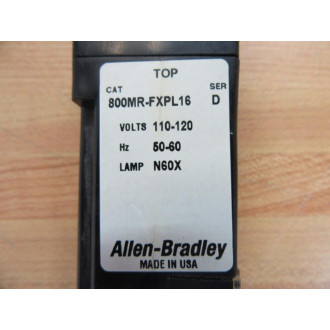 TOP
CAT SER
800MR-FXPL16 D
VOLTS 110-120
Hz 50-60
LAMP N60X
Allen-Bradley
MADE IN USA